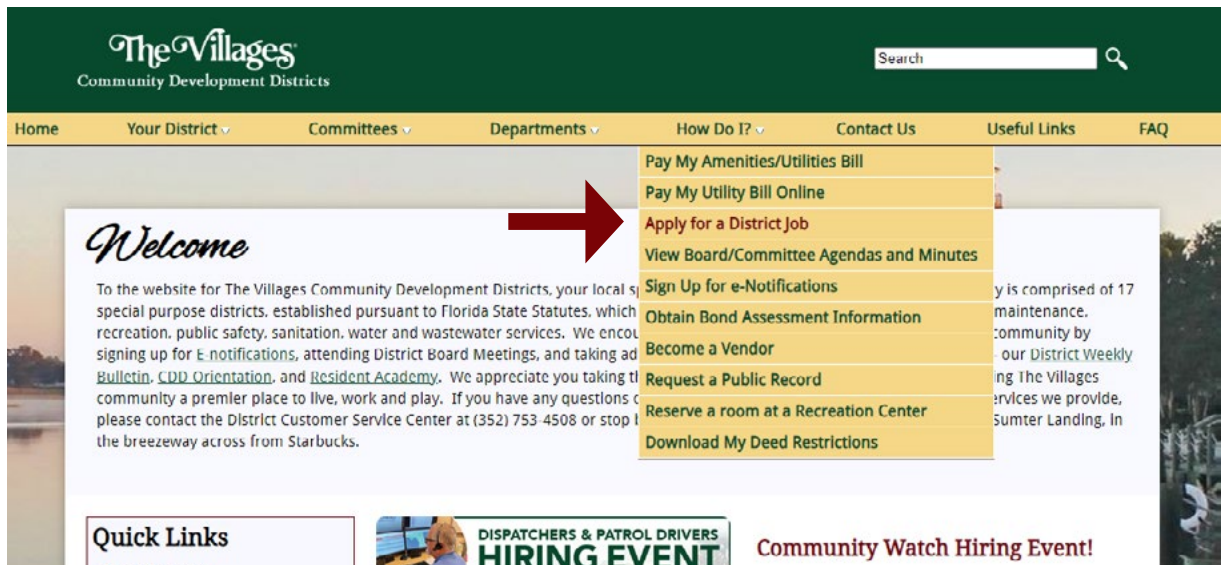 The Villages
Community Development Districts
Search
Home Your District Committees Departments How Do I? Contact Us Useful Links FAQ
Pay My Amenities/Utilities Bill
Pay My Utility Bill Online
Apply for a District Job
View Board/Committee Agendas and Minutes
Sign Up for e-Notifications
Obtain Bond Assessment Information
Become a Vendor
Request a Public Record
Reserve a room at a Recreation Center
Download My Deed Restrictions
Welcome
To the website for The Villages Community Development Districts, your local y is comprised of 17
special purpose districts, established pursuant to Florida State Statutes, which maintenance,
recreation, public safety, sanitation, water and wastewater services. We community by
signing up for E-notifications, attending District Board Meetings, and taking our District Weekly
Bulletin, CDD Orientation, and Resident Academy. We appreciate you taking ing The Villages
community a premier place to live, work and play. If you have any questions ervices we provide,
please contact the District Customer Service Center at (352) 753-4508 or stop Sumter Landing, in
the breezeway across from Starbucks.
Quick Links
DISPATCHERS & PATROL DRIVERS
HIRING EVENT
Community Watch Hiring Event!